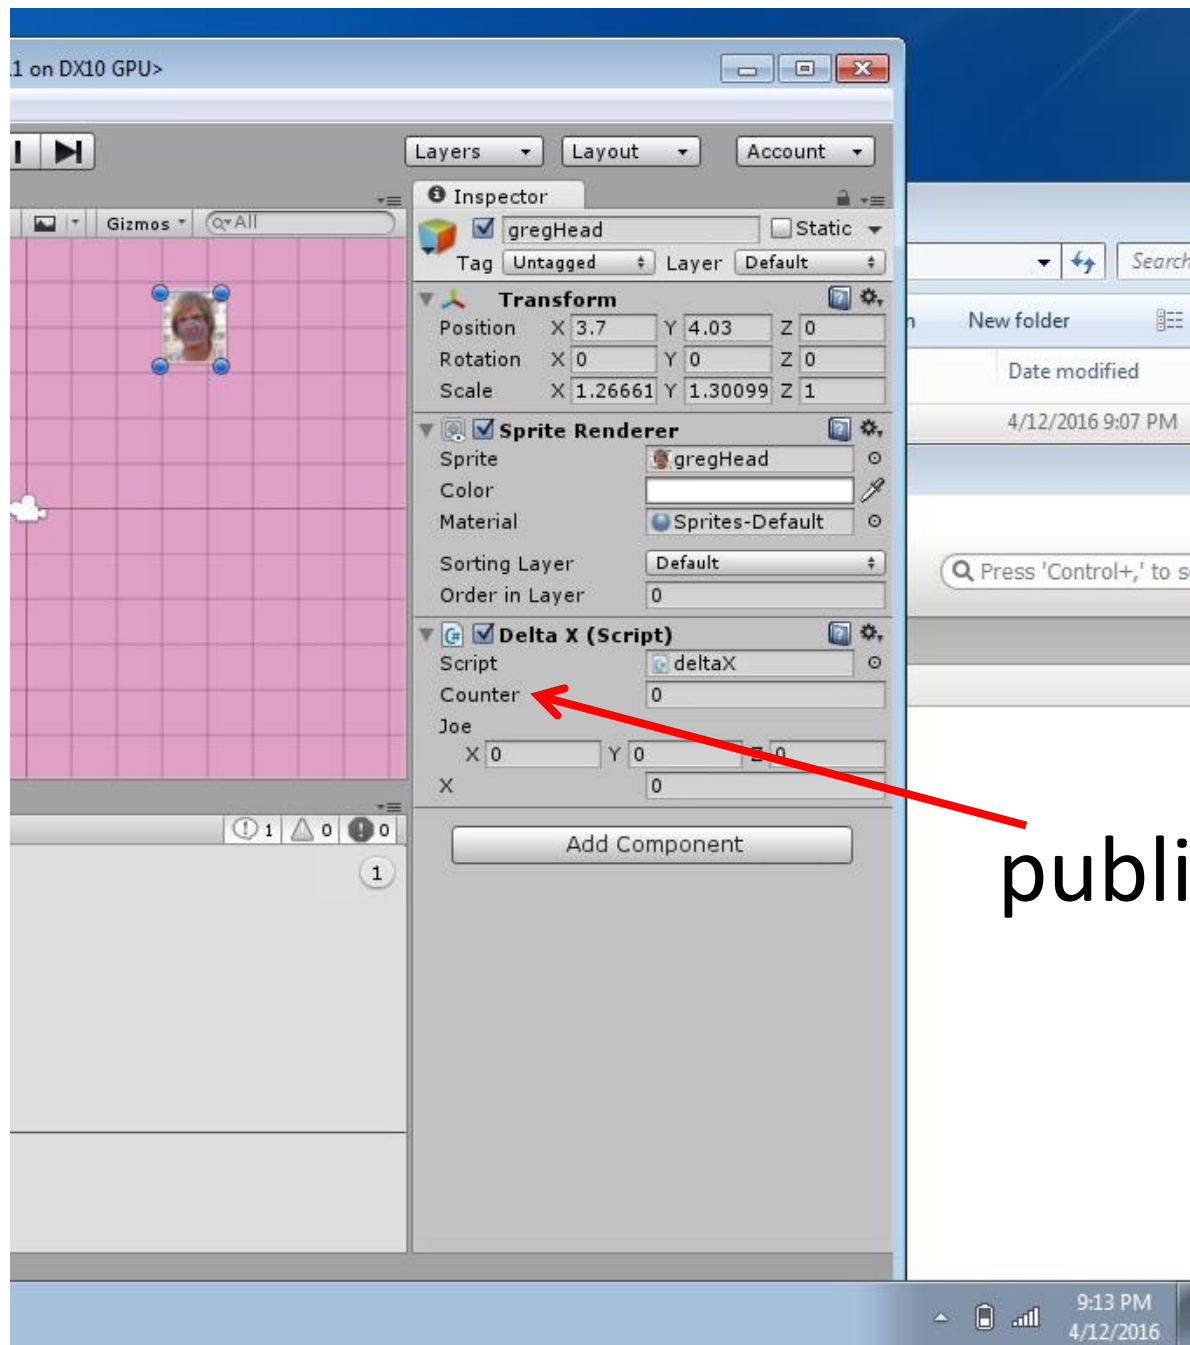 1 on DX10 GPU>
Layers Layout Account
Inspector
Gizmos All
gregHead Static
Tag Untagged Layer Default
Transform
Position X 3.7 Y 4.03 Z 0
Rotation X 0 Y 0 Z 0
Scale X 1.26661 Y 1.30099 Z 1
Sprite Renderer
Sprite gregHead
Color
Material Sprites-Default
Sorting Layer Default
Order in Layer 0
Delta X (Script)
Script deltaX
Counter 0
Joe
X 0 Y 0 Z 0
X 0
1 0 0
Add Component
1
Search
n New folder
Date modified
4/12/2016 9:07 PM
Press 'Control+,' to s
publi
9:13 PM
4/12/2016